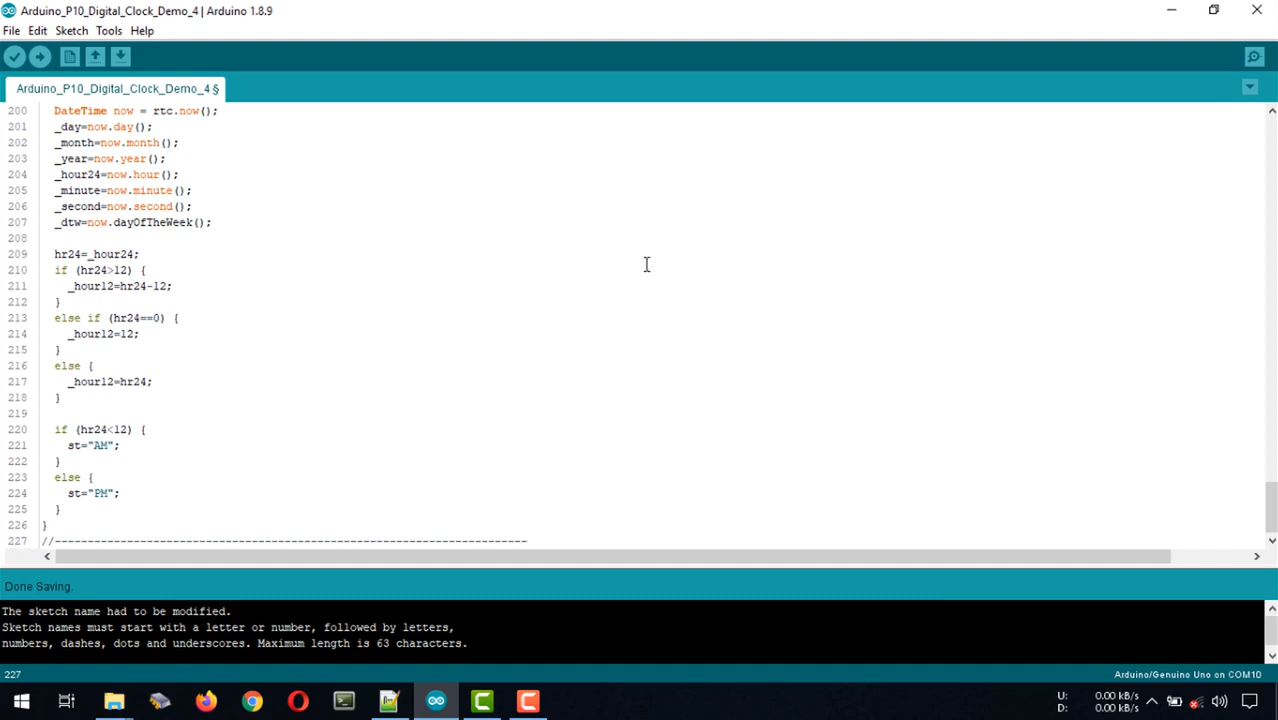 Arduino_P10_Digital_Clock_Demo_4 | Arduino 1.8.9
File Edit Sketch Tools Help
Arduino_P10_Digital_Clock_Demo_4 §
200 DateTime now = rtc.now();
201 _day=now.day();
202 _month=now.month();
203 _year=now.year();
204 _hour24=now.hour();
205 _minute=now.minute();
206 _second=now.second();
207 _dtw=now.dayOfTheWeek();
208
209 hr24=_hour24;
210 if (hr24>12) {
211 _hour12=hr24-12;
212 }
213 else if (hr24==0) {
214 _hour12=12;
215 }
216 else {
217 _hour12=hr24;
218 }
219
220 if (hr24<12) {
221 st="AM";
222 }
223 else {
224 st="PM";
225 }
226 }
227 //------------------------------------------------------------------------
Done Saving.
The sketch name had to be modified.
Sketch names must start with a letter or number, followed by letters,
numbers, dashes, dots and underscores. Maximum length is 63 characters.
227 Arduino/Genuino Uno on COM10
U: 0.00 kB/s
D: 0.00 kB/s